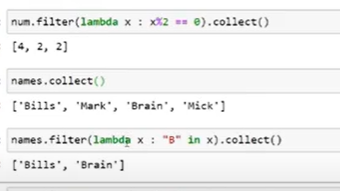 num.filter(lambda x : x%2 == 0).collect()
[4, 2, 2]
names.collect()
['Bills', 'Mark', 'Brain', 'Mick']
names.filter(lambda x : "B" in x).collect()
['Bills', 'Brain']